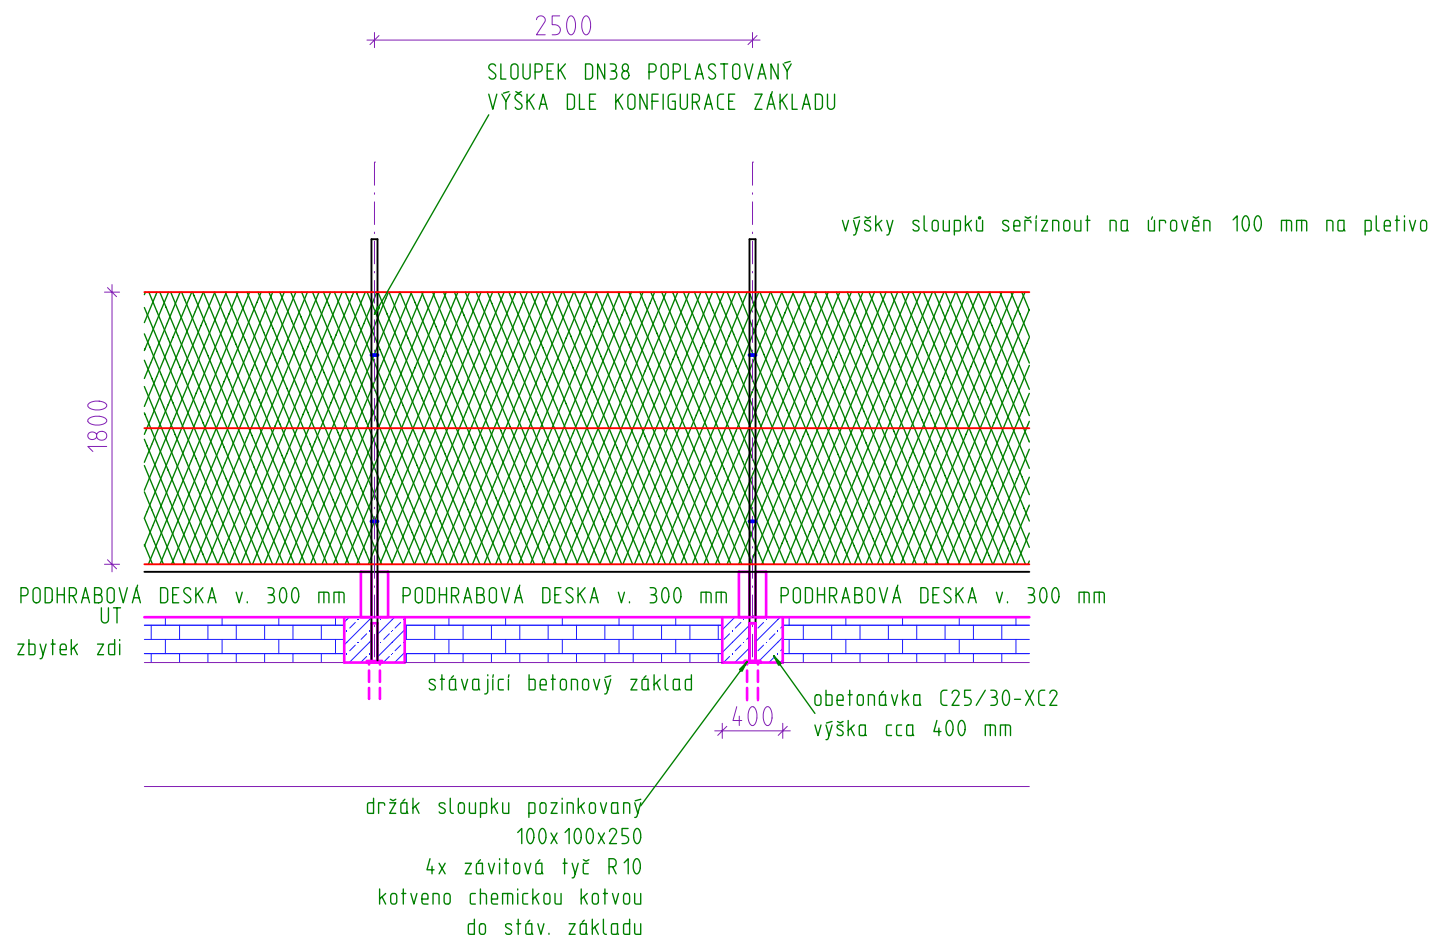 2500
SLOUPEK DN38 POPLASTOVANÝ
VÝŠKA DLE KONFIGURACE ZÁKLADU
výšky sloupků seříznout na úrověn 100 mm na pletivo
1800
PODHRABOVÁ DESKA v. 300 mm
PODHRABOVÁ DESKA v. 300 mm
PODHRABOVÁ DESKA v. 300 mm
UT
zbytek zdi
stávající betonový základ
obetonávka C25/30-XC2
výška cca 400 mm
400
držák sloupku pozinkovaný
100x100x250
4x závitová tyč R10
kotveno chemickou kotvou
do stáv. základu